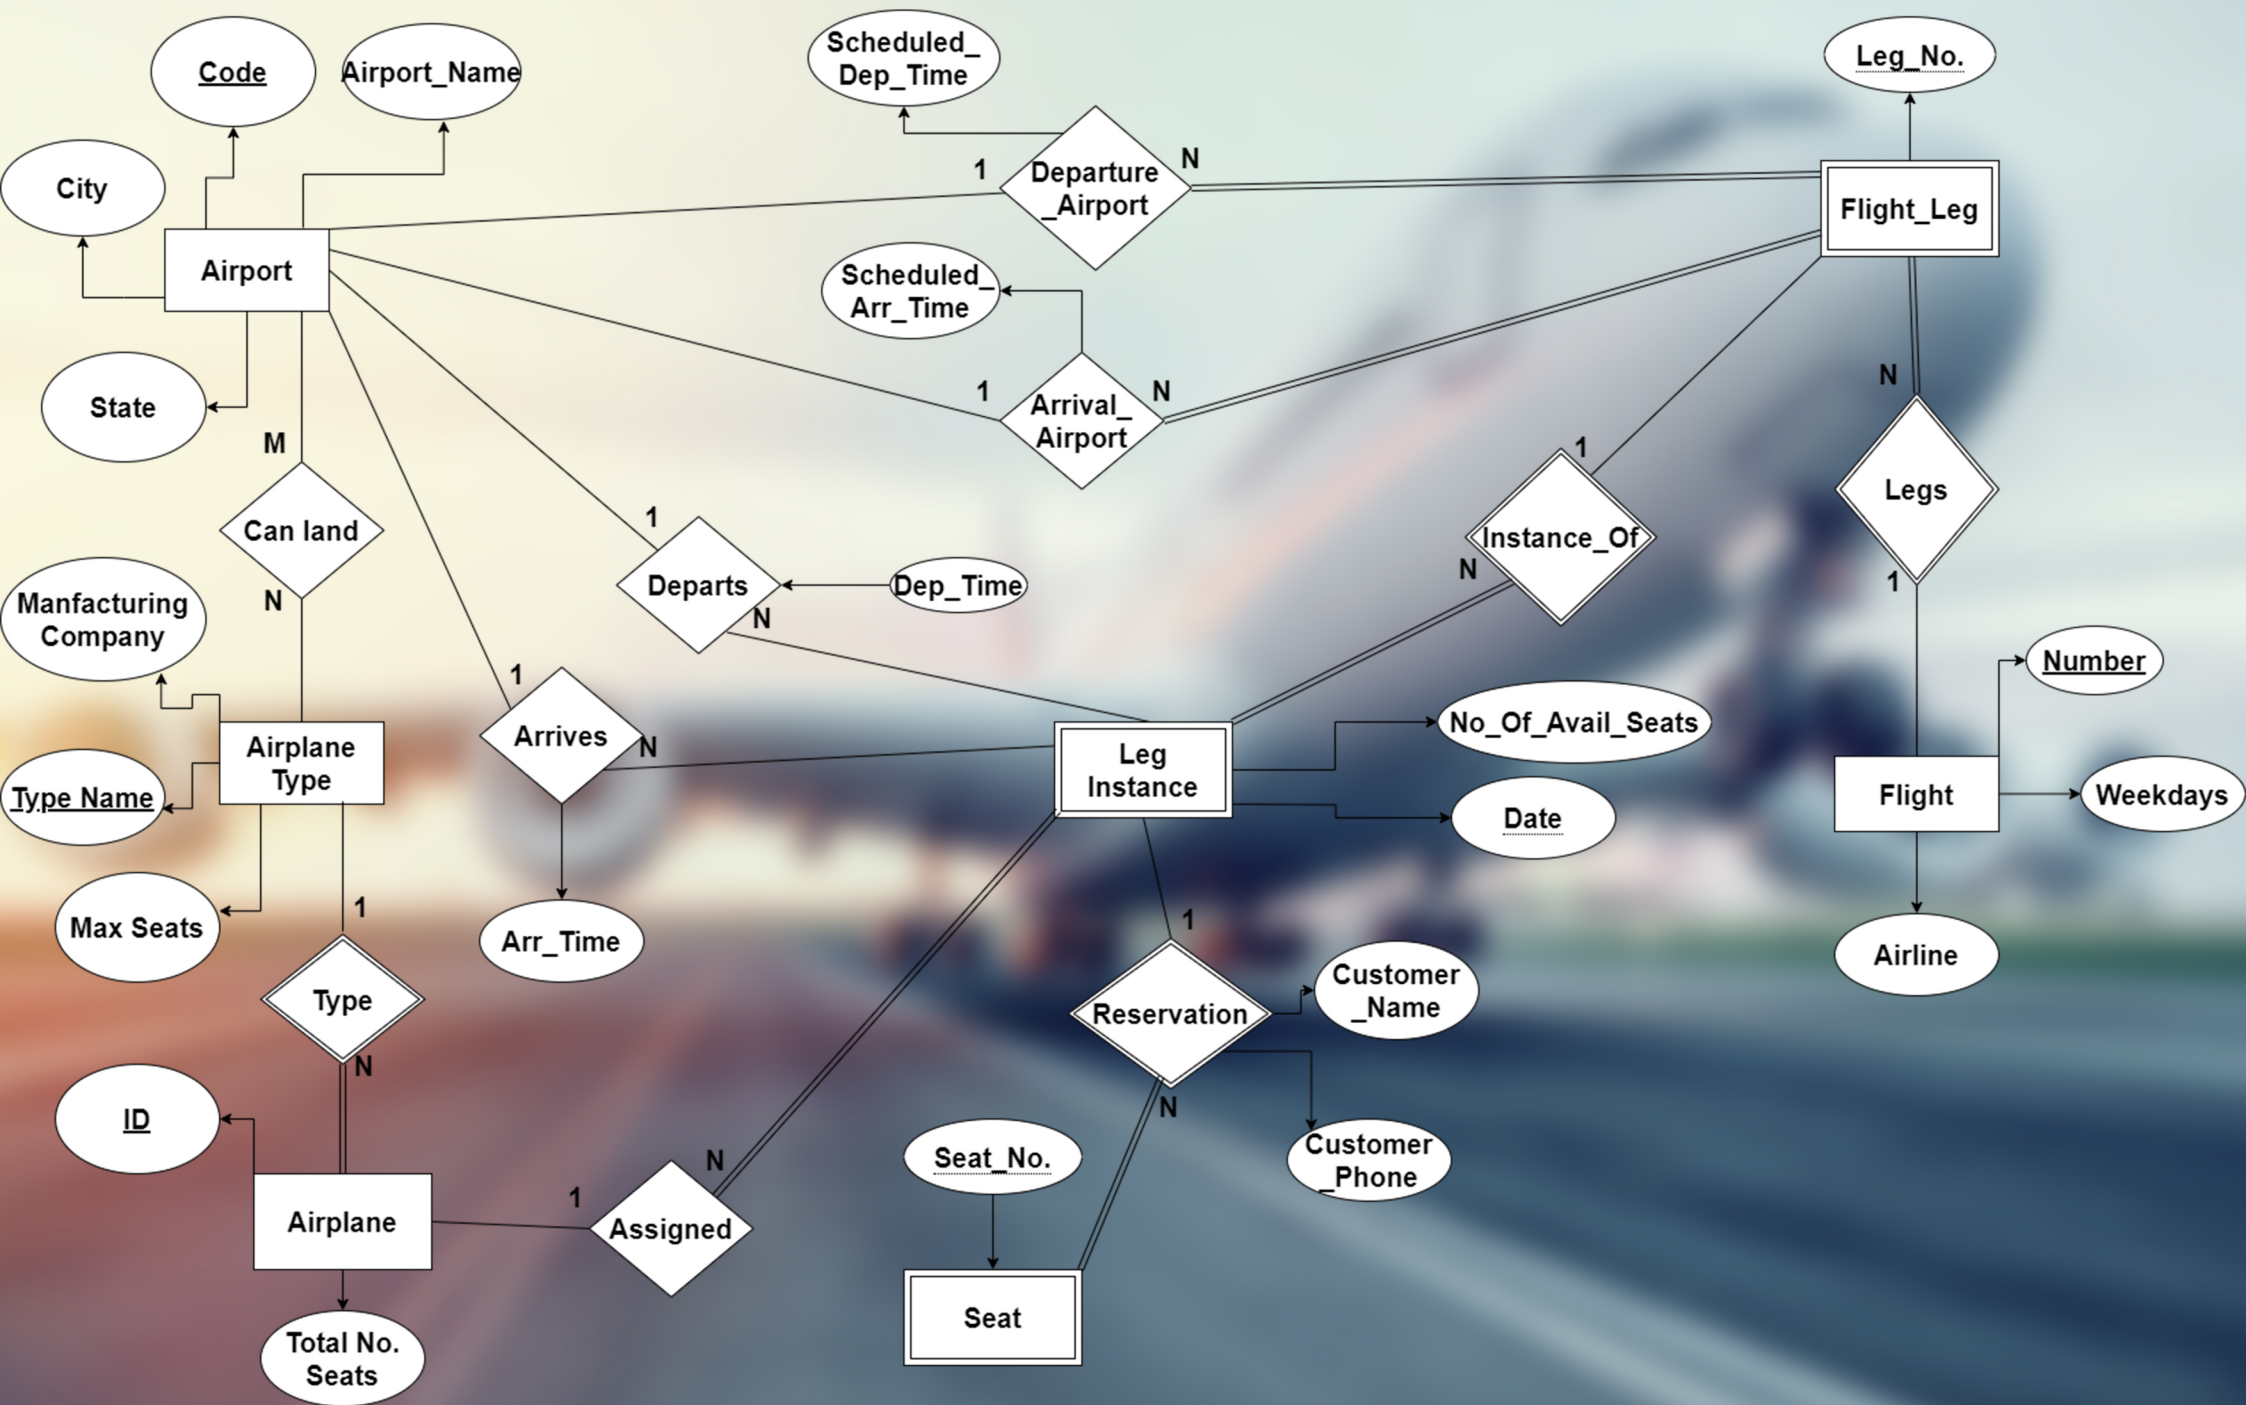 Code
Airport_Name
City
Airport
State
Scheduled_
Dep_Time
1
Departure
_Airport
N
Leg_No.
Flight_Leg
Scheduled_
Arr_Time
1
Arrival_
Airport
N
N
Legs
1
M
Can land
N
1
Departs
N
Dep_Time
1
Instance_Of
N
Manfacturing
Company
Airplane
Type
Type Name
Max Seats
1
Arrives
N
Arr_Time
Leg
Instance
No_Of_Avail_Seats
Date
Number
Flight
Weekdays
Airline
1
Type
N
ID
Airplane
Total No.
Seats
1
Assigned
N
1
Reservation
N
Customer
_Name
Customer
_Phone
Seat_No.
Seat